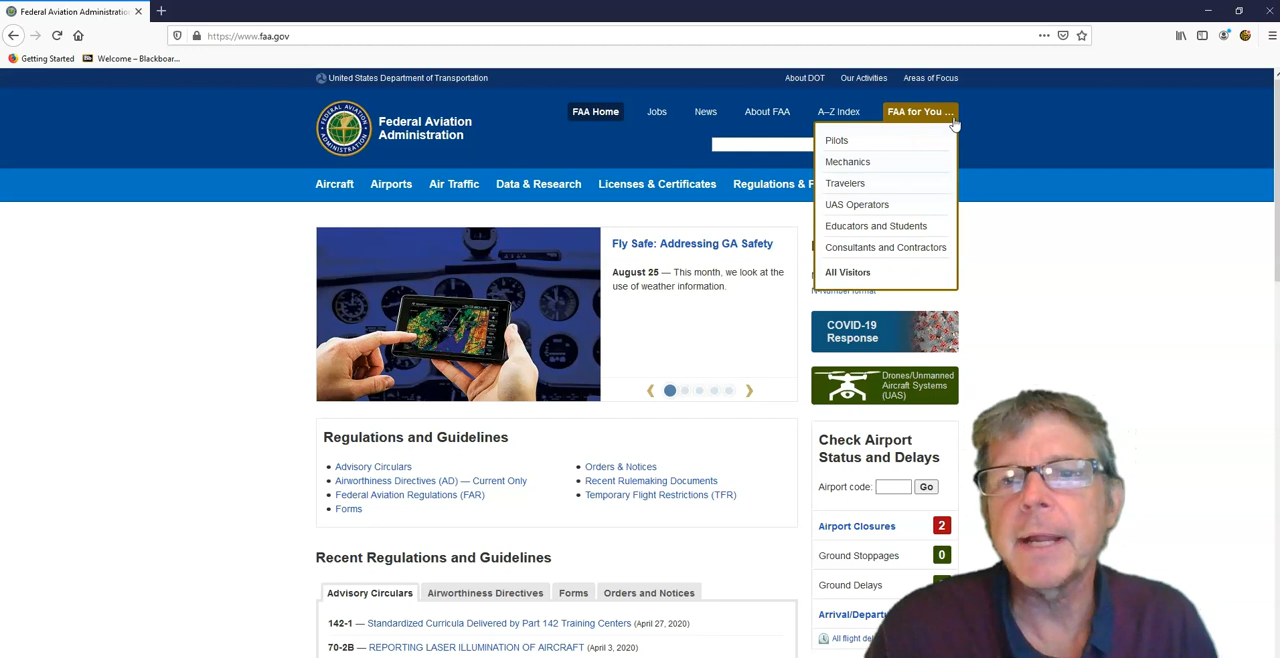 Federal Aviation Administratio
https://www.faa.gov
Getting Started
Welcome – Blackboar...
United States Department of Transportation
About DOT
Our Activities
Areas of Focus
Federal Aviation
Administration
FAA Home
Jobs
News
About FAA
A–Z Index
FAA for You ...
Pilots
Mechanics
Travelers
UAS Operators
Educators and Students
Consultants and Contractors
All Visitors
Aircraft
Airports
Air Traffic
Data & Research
Licenses & Certificates
Regulations & P
Fly Safe: Addressing GA Safety
August 25 — This month, we look at the
use of weather information.
COVID-19
Response
Drones/Unmanned
Aircraft Systems
(UAS)
Regulations and Guidelines
Advisory Circulars
Airworthiness Directives (AD) — Current Only
Federal Aviation Regulations (FAR)
Forms
Orders & Notices
Recent Rulemaking Documents
Temporary Flight Restrictions (TFR)
Check Airport
Status and Delays
Airport code:
Go
Airport Closures
2
Ground Stoppages
0
Ground Delays
Arrival/Depart
All flight de
Recent Regulations and Guidelines
Advisory Circulars
Airworthiness Directives
Forms
Orders and Notices
142-1 — Standardized Curricula Delivered by Part 142 Training Centers (April 27, 2020)
70-2B — REPORTING LASER ILLUMINATION OF AIRCRAFT (April 3, 2020)